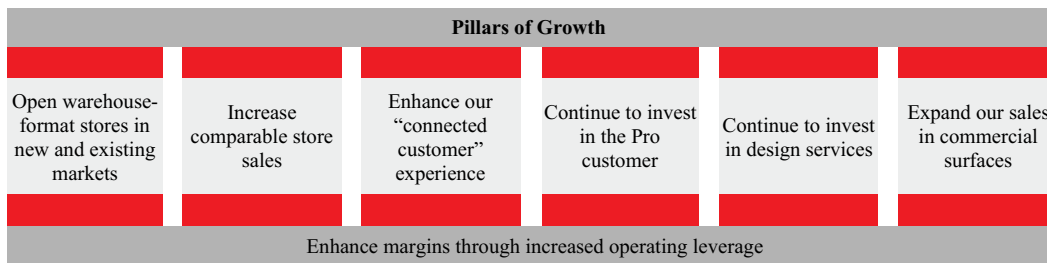 Pillars of Growth
Open warehouse-
format stores in
new and existing
markets
Increase
comparable store
sales
Enhance our
“connected
customer”
experience
Continue to invest
in the Pro
customer
Continue to invest
in design services
Expand our sales
in commercial
surfaces
Enhance margins through increased operating leverage